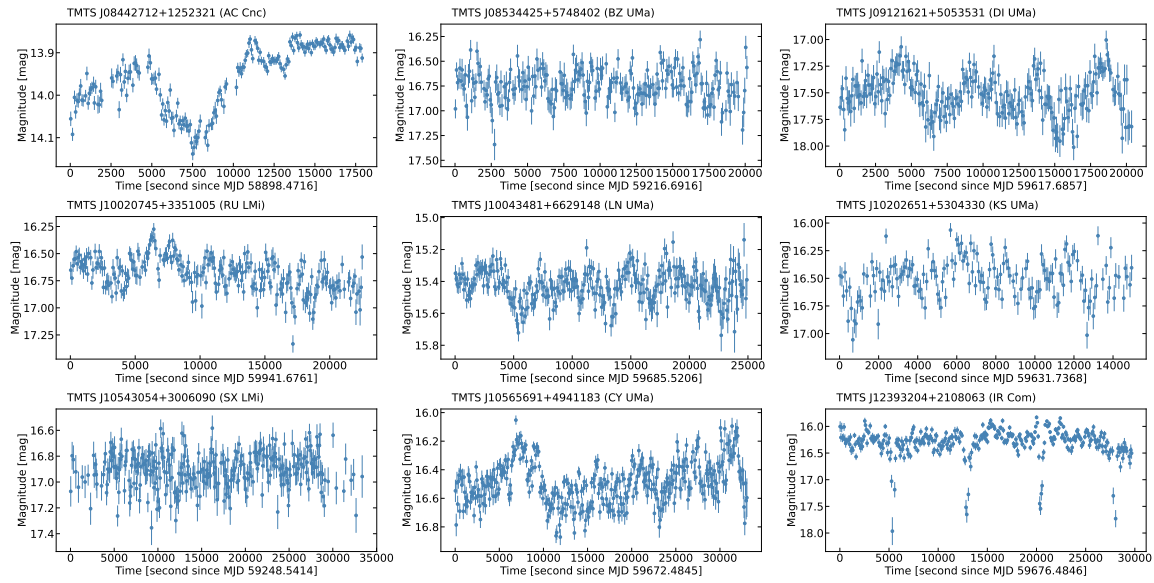 TMTS J08442712+1252321 (AC Cnc)
Magnitude [mag]
13.9
14.0
14.1
0 2500 5000 7500 10000 12500 15000 17500
Time [second since MJD 58898.4716]
TMTS J08534425+5748402 (BZ UMa)
Magnitude [mag]
16.25
16.50
16.75
17.00
17.25
17.50
0 2500 5000 7500 10000 12500 15000 17500 20000
Time [second since MJD 59216.6916]
TMTS J09121621+5053531 (DI UMa)
Magnitude [mag]
17.00
17.25
17.50
17.75
18.00
0 2500 5000 7500 10000 12500 15000 17500 20000
Time [second since MJD 59617.6857]
TMTS J10020745+3351005 (RU LMi)
Magnitude [mag]
16.25
16.50
16.75
17.00
17.25
0 5000 10000 15000 20000
Time [second since MJD 59941.6761]
TMTS J10043481+6629148 (LN UMa)
Magnitude [mag]
15.0
15.2
15.4
15.6
15.8
0 5000 10000 15000 20000 25000
Time [second since MJD 59685.5206]
TMTS J10202651+5304330 (KS UMa)
Magnitude [mag]
16.00
16.25
16.50
16.75
17.00
0 2000 4000 6000 8000 10000 12000 14000
Time [second since MJD 59631.7368]
TMTS J10543054+3006090 (SX LMi)
Magnitude [mag]
16.6
16.8
17.0
17.2
17.4
0 5000 10000 15000 20000 25000 30000 35000
Time [second since MJD 59248.5414]
TMTS J10565691+4941183 (CY UMa)
Magnitude [mag]
16.0
16.2
16.4
16.6
16.8
0 5000 10000 15000 20000 25000 30000
Time [second since MJD 59672.4845]
TMTS J12393204+2108063 (IR Com)
Magnitude [mag]
16.0
16.5
17.0
17.5
18.0
0 5000 10000 15000 20000 25000 30000
Time [second since MJD 59676.4846]